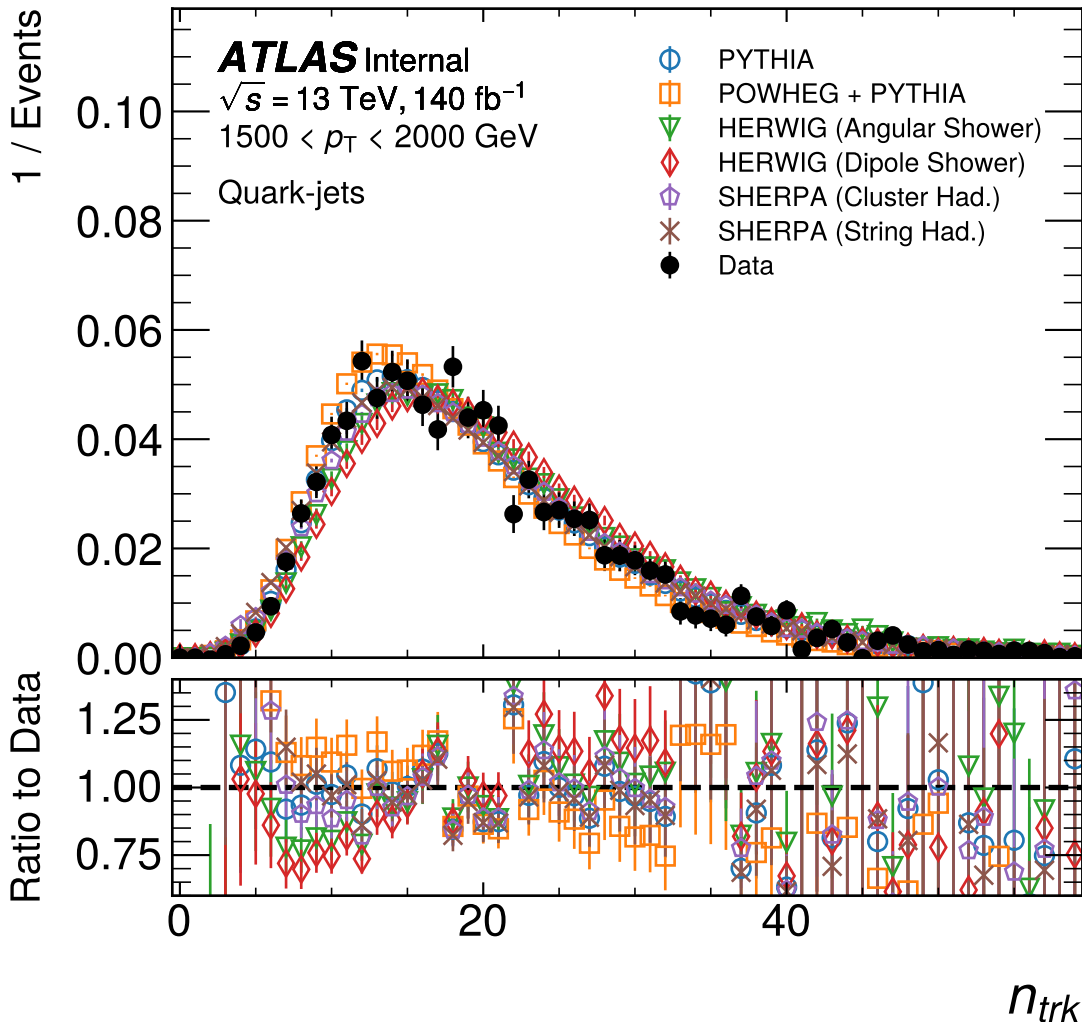 1 / Events
0.10
0.08
0.06
0.04
0.02
0.00
ATLAS Internal
√s = 13 TeV, 140 fb⁻¹
1500 < pT < 2000 GeV
Quark-jets
PYTHIA
POWHEG + PYTHIA
HERWIG (Angular Shower)
HERWIG (Dipole Shower)
SHERPA (Cluster Had.)
SHERPA (String Had.)
Data
Ratio to Data
1.25
1.00
0.75
0
20
40
ntrk